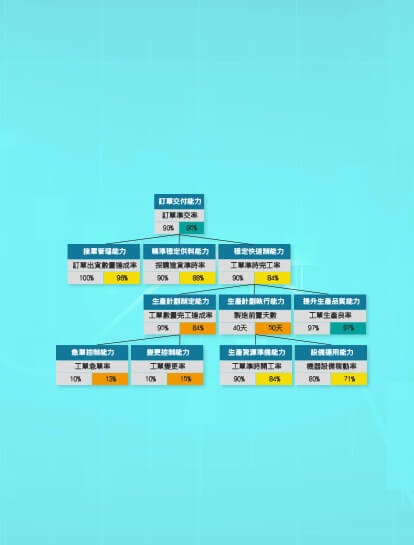 訂單交付能力
訂單準交率
90% 90%
接單管理能力 精準穩定供料能力 穩定快速製能力
訂單出貨數量達成率 採購進貨準時率 工單準時完工率
100% 98% 90% 88% 90% 84%
生產計劃制定能力 生產計劃執行能力 提升生產品質能力
工單數量完工達成率 製造前置天數 工單生產良率
90% 84% 40天 50天 97% 97%
急單控制能力 變更控制能力 生產資源準備能力 設備運用能力
工單急單率 工單變更率 工單準時開工率 機器設備稼動率
10% 13% 10% 15% 90% 84% 80% 71%